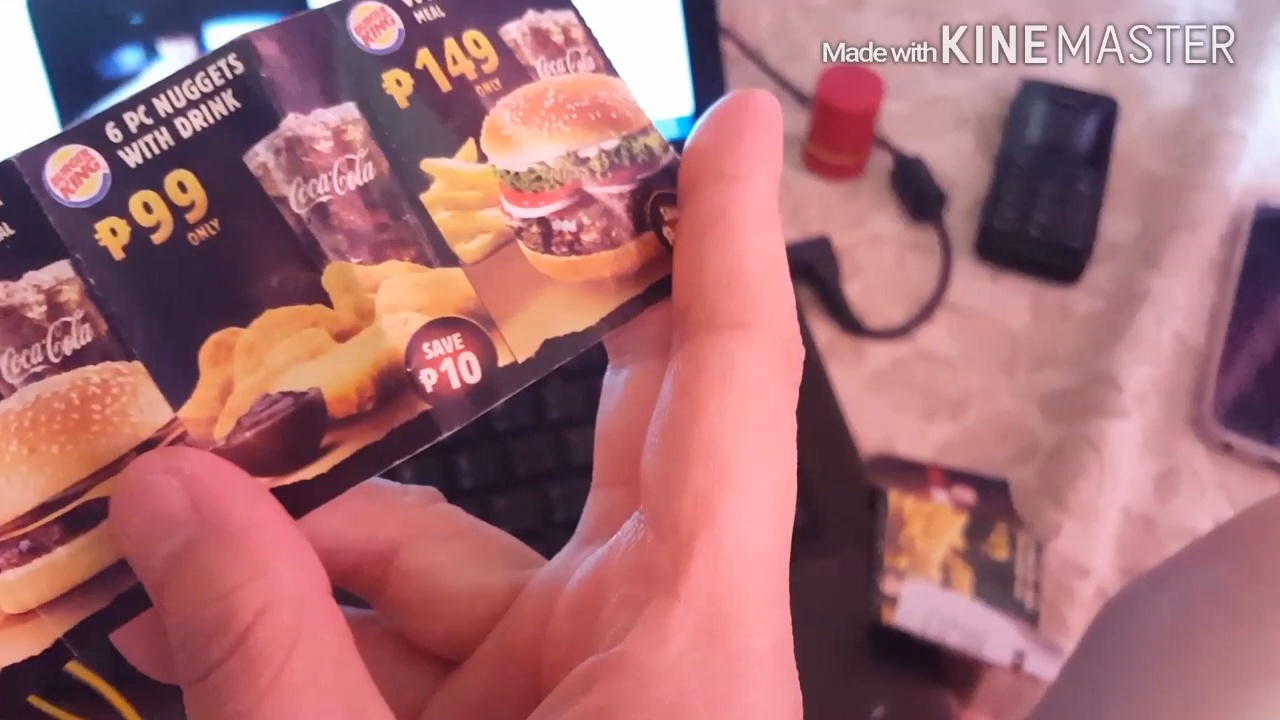 Made with KINEMASTER
BURGER KING
MEAL
₱149
ONLY
Coca-Cola
BURGER KING
6 PC NUGGETS
WITH DRINK
₱99
ONLY
Coca-Cola
SAVE
₱10
Coca-Cola